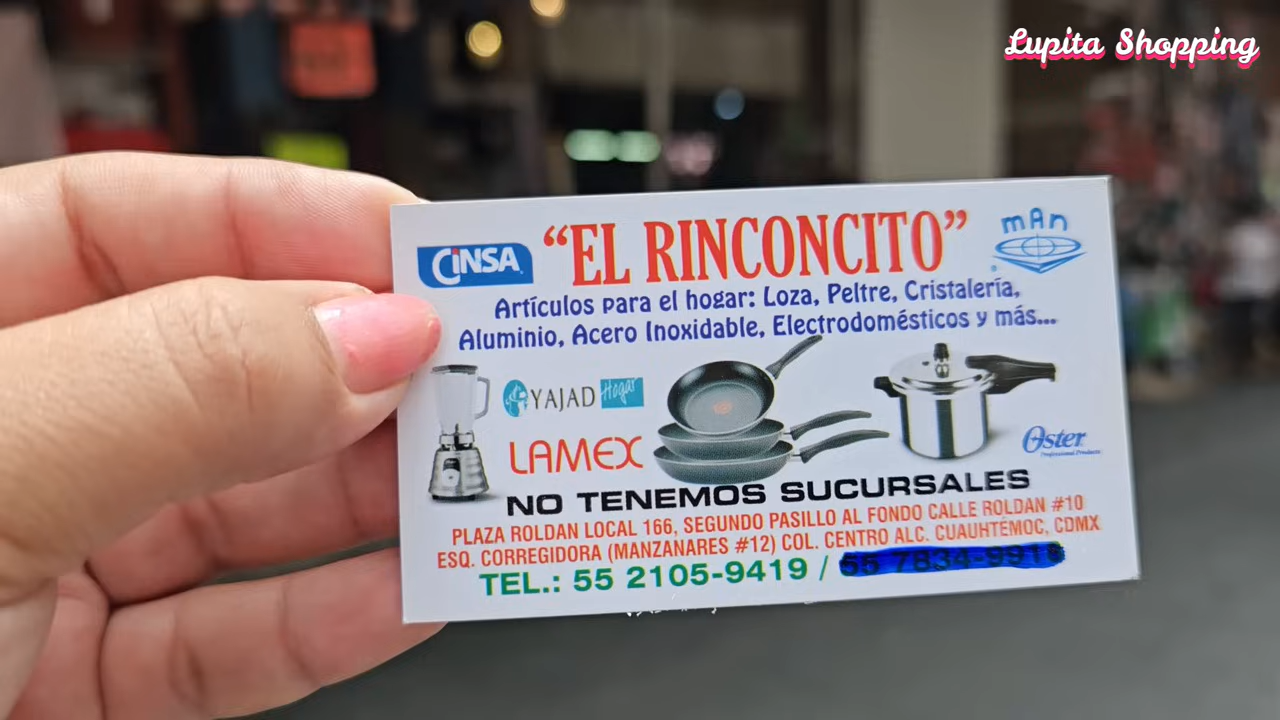 Lupita Shopping
CINSA "EL RINCONCITO" man
Artículos para el hogar: Loza, Peltre, Cristalería,
Aluminio, Acero Inoxidable, Electrodomésticos y más...
YAJAD Hogar
LAMEX
Oster
Professional Products
NO TENEMOS SUCURSALES
PLAZA ROLDAN LOCAL 166, SEGUNDO PASILLO AL FONDO CALLE ROLDAN #10
ESQ. CORREGIDORA (MANZANARES #12) COL. CENTRO ALC. CUAUHTÉMOC, CDMX
TEL.: 55 2105-9419 /